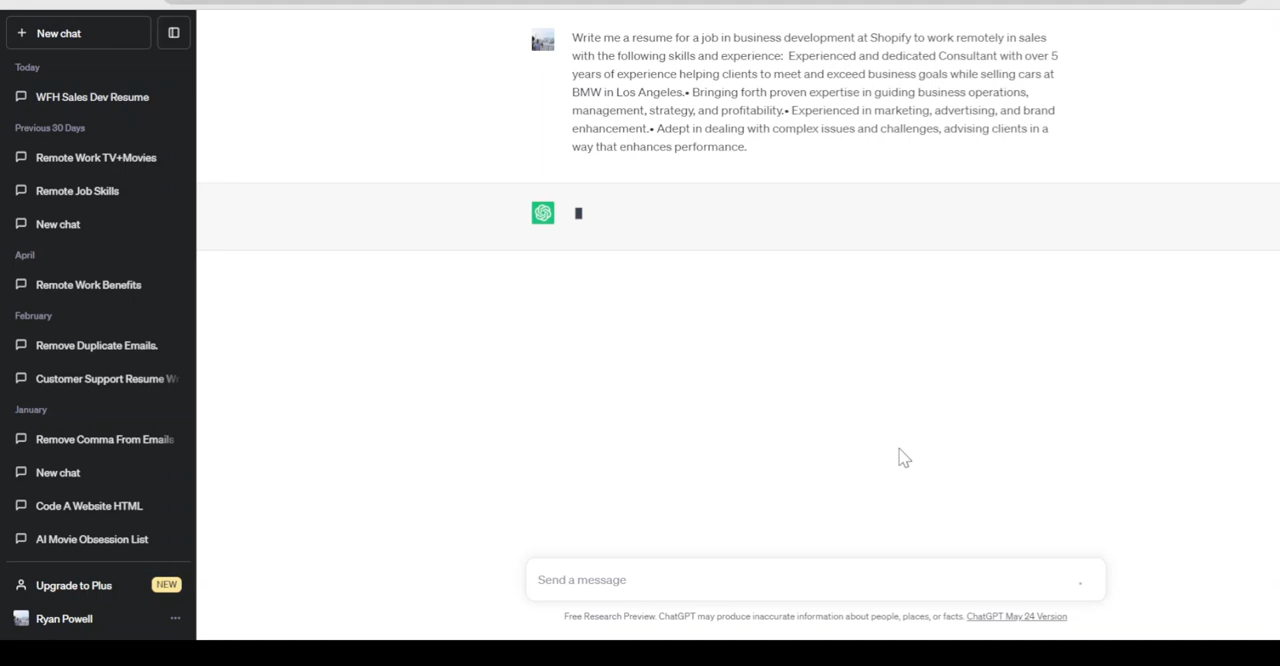 New chat
Today
WFH Sales Dev Resume
Previous 30 Days
Remote Work TV+Movies
Remote Job Skills
New chat
April
Remote Work Benefits
February
Remove Duplicate Emails.
Customer Support Resume W
January
Remove Comma From Emails
New chat
Code A Website HTML
AI Movie Obsession List
Upgrade to Plus
NEW
Ryan Powell
Write me a resume for a job in business development at Shopify to work remotely in sales
with the following skills and experience: Experienced and dedicated Consultant with over 5
years of experience helping clients to meet and exceed business goals while selling cars at
BMW in Los Angeles.• Bringing forth proven expertise in guiding business operations,
management, strategy, and profitability.• Experienced in marketing, advertising, and brand
enhancement.• Adept in dealing with complex issues and challenges, advising clients in a
way that enhances performance.
Send a message
Free Research Preview. ChatGPT may produce inaccurate information about people, places, or facts. ChatGPT May 24 Version